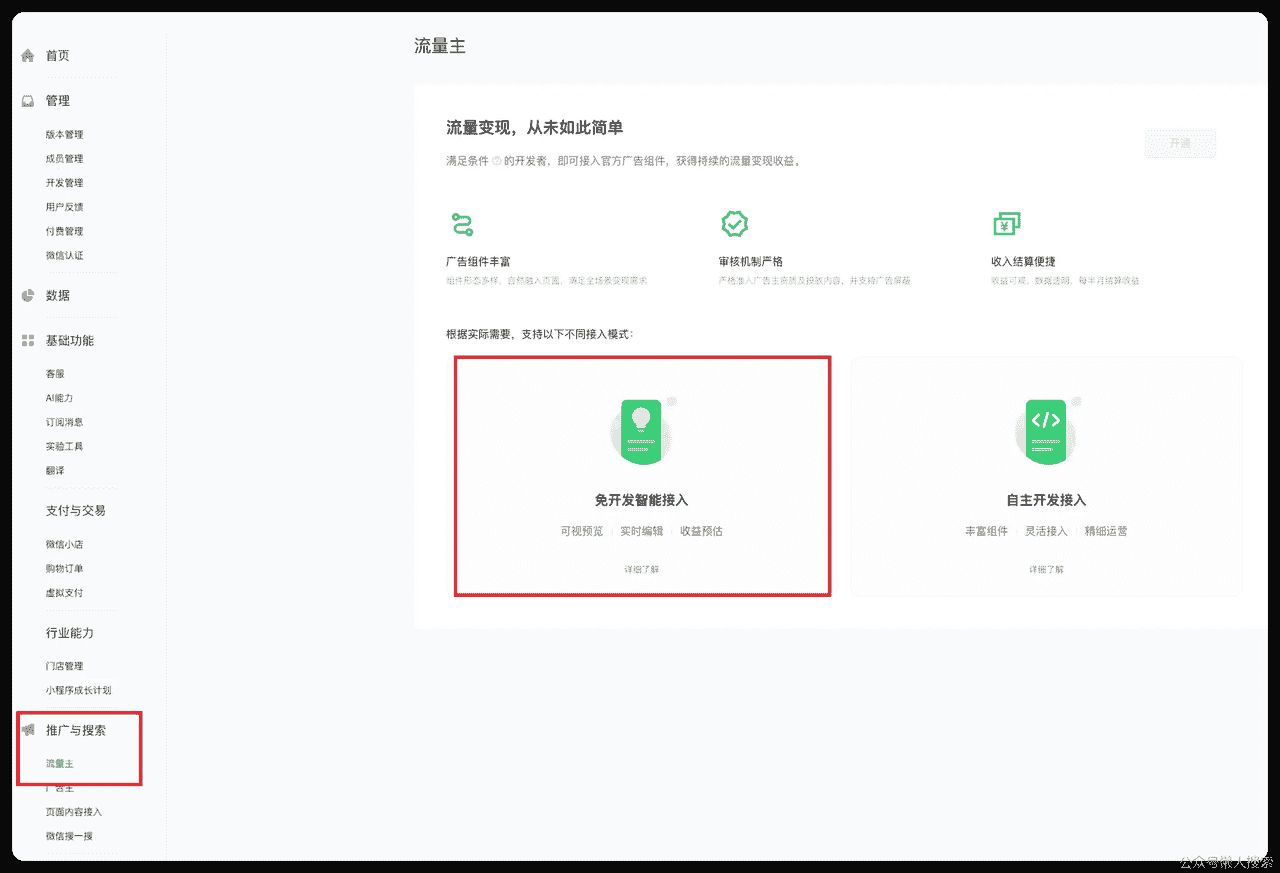 首页
管理
版本管理
成员管理
开发管理
用户反馈
付费管理
微信认证
数据
基础功能
客服
AI能力
订阅消息
实验工具
翻译
支付与交易
微信小店
购物订单
虚拟支付
行业能力
门店管理
小程序成长计划
推广与搜索
流量主
广告主
页面内容接入
微信搜一搜
流量主
流量变现，从未如此简单
满足条件 的开发者，即可接入官方广告组件，获得持续的流量变现收益。
开通
广告组件丰富
组件形态多样，自然融入页面，满足全场景变现需求
审核机制严格
严格准入广告主资质及投放内容，并支持广告屏蔽
收入结算便捷
收益可观，数据透明，每半月结算收益
根据实际需要，支持以下不同接入模式：
免开发智能接入
可视预览 实时编辑 收益预估
详细了解
自主开发接入
丰富组件 灵活接入 精细运营
详细了解
公众号懒人搜索